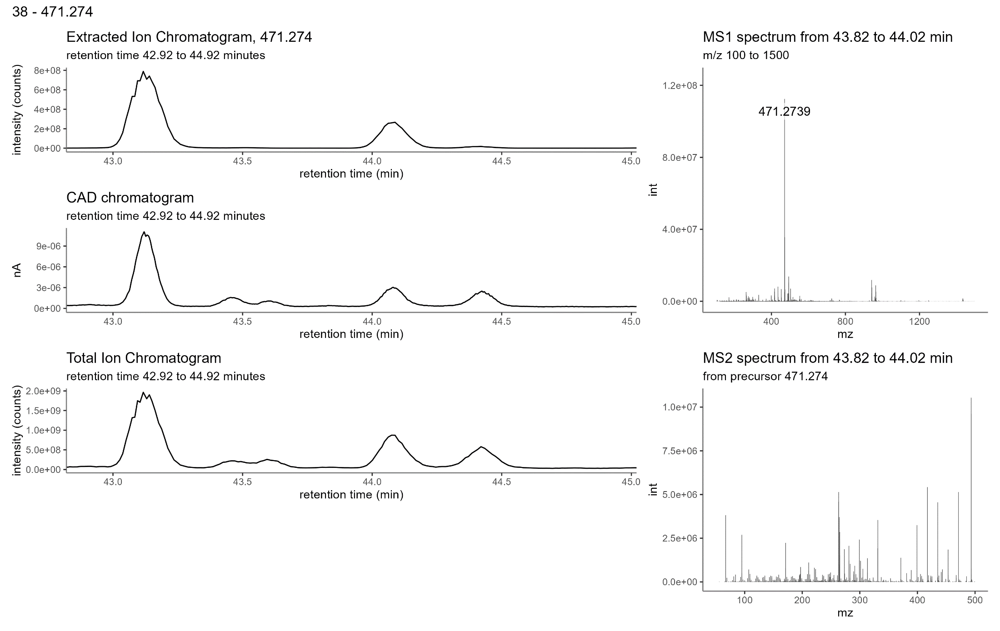 38 - 471.274
Extracted Ion Chromatogram, 471.274
retention time 42.92 to 44.92 minutes
intensity (counts)
8e+08
6e+08
4e+08
2e+08
0e+00
43.0 43.5 44.0 44.5 45.0
retention time (min)
CAD chromatogram
retention time 42.92 to 44.92 minutes
nA
9e-06
6e-06
3e-06
0e+00
43.0 43.5 44.0 44.5 45.0
retention time (min)
Total Ion Chromatogram
retention time 42.92 to 44.92 minutes
intensity (counts)
2.0e+09
1.5e+09
1.0e+09
5.0e+08
0.0e+00
43.0 43.5 44.0 44.5 45.0
retention time (min)
MS1 spectrum from 43.82 to 44.02 min
m/z 100 to 1500
int
1.2e+08
8.0e+07
4.0e+07
0.0e+00
471.2739
400 800 1200
mz
MS2 spectrum from 43.82 to 44.02 min
from precursor 471.274
int
1.0e+07
7.5e+06
5.0e+06
2.5e+06
0.0e+00
100 200 300 400 500
mz